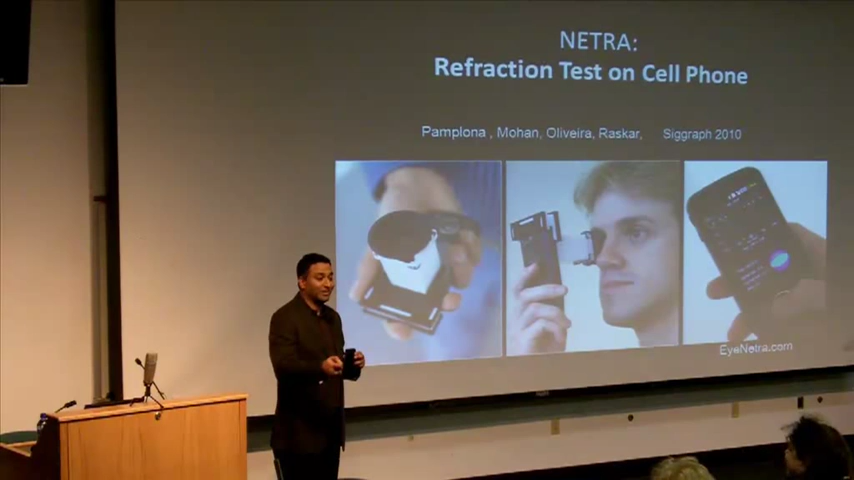 NETRA:
Refraction Test on Cell Phone
Pamplona , Mohan, Oliveira, Raskar, Siggraph 2010
EyeNetra.com